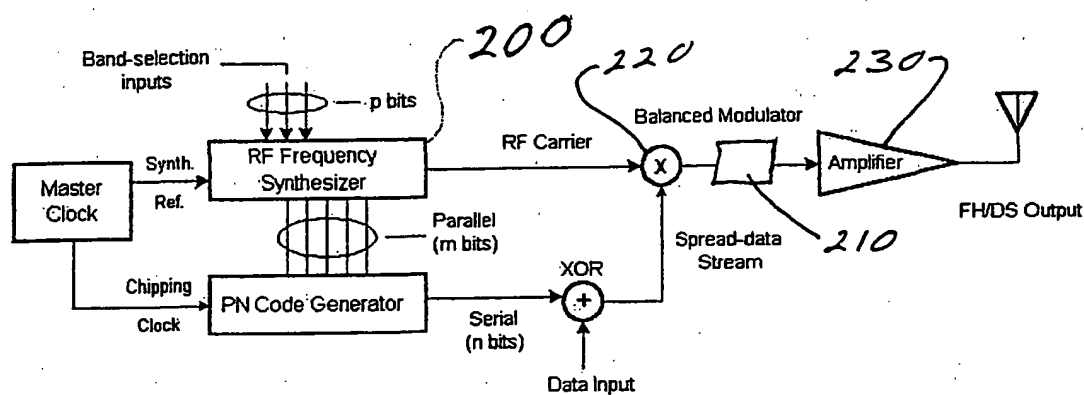 200
220
230
Band-selection
inputs
p bits
Balanced Modulator
RF Frequency
Synthesizer
RF Carrier
X
Amplifier
Synth.
Ref.
Master
Clock
Parallel
(m bits)
FH/DS Output
210
Spread-data
Stream
XOR
Chipping
Clock
PN Code Generator
+
Serial
(n bits)
Data Input